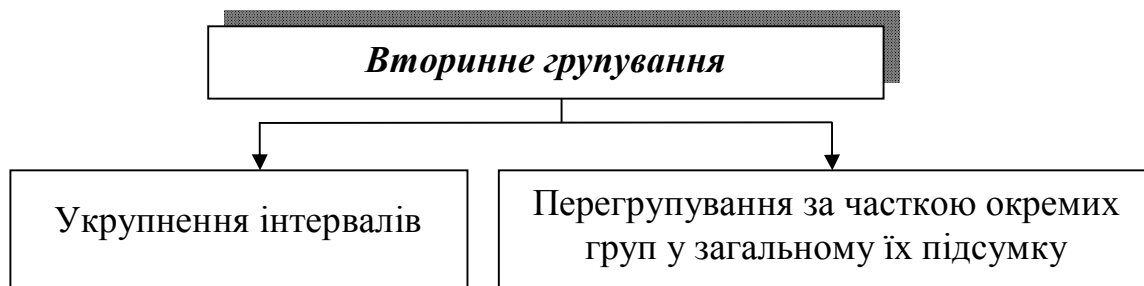 Вторинне групування
Укрупнення інтервалів
Перегрупування за часткою окремих
груп у загальному їх підсумку